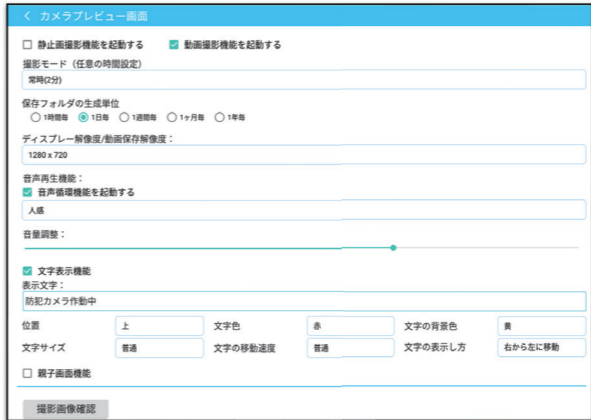 < カメラプレビュー画面
静止画撮影機能を起動する 動画撮影機能を起動する
撮影モード（任意の時間設定）
常時(2分)
保存フォルダの生成単位
1時間毎 1日毎 1週間毎 1ヶ月毎 1年毎
ディスプレー解像度/動画保存解像度：
1280 x 720
音声再生機能：
音声循環機能を起動する
人感
音量調整：
文字表示機能
表示文字：
防犯カメラ作動中
位置 上 文字色 赤 文字の背景色 黄
文字サイズ 普通 文字の移動速度 普通 文字の表示し方 右から左に移動
親子画面機能
撮影画像確認